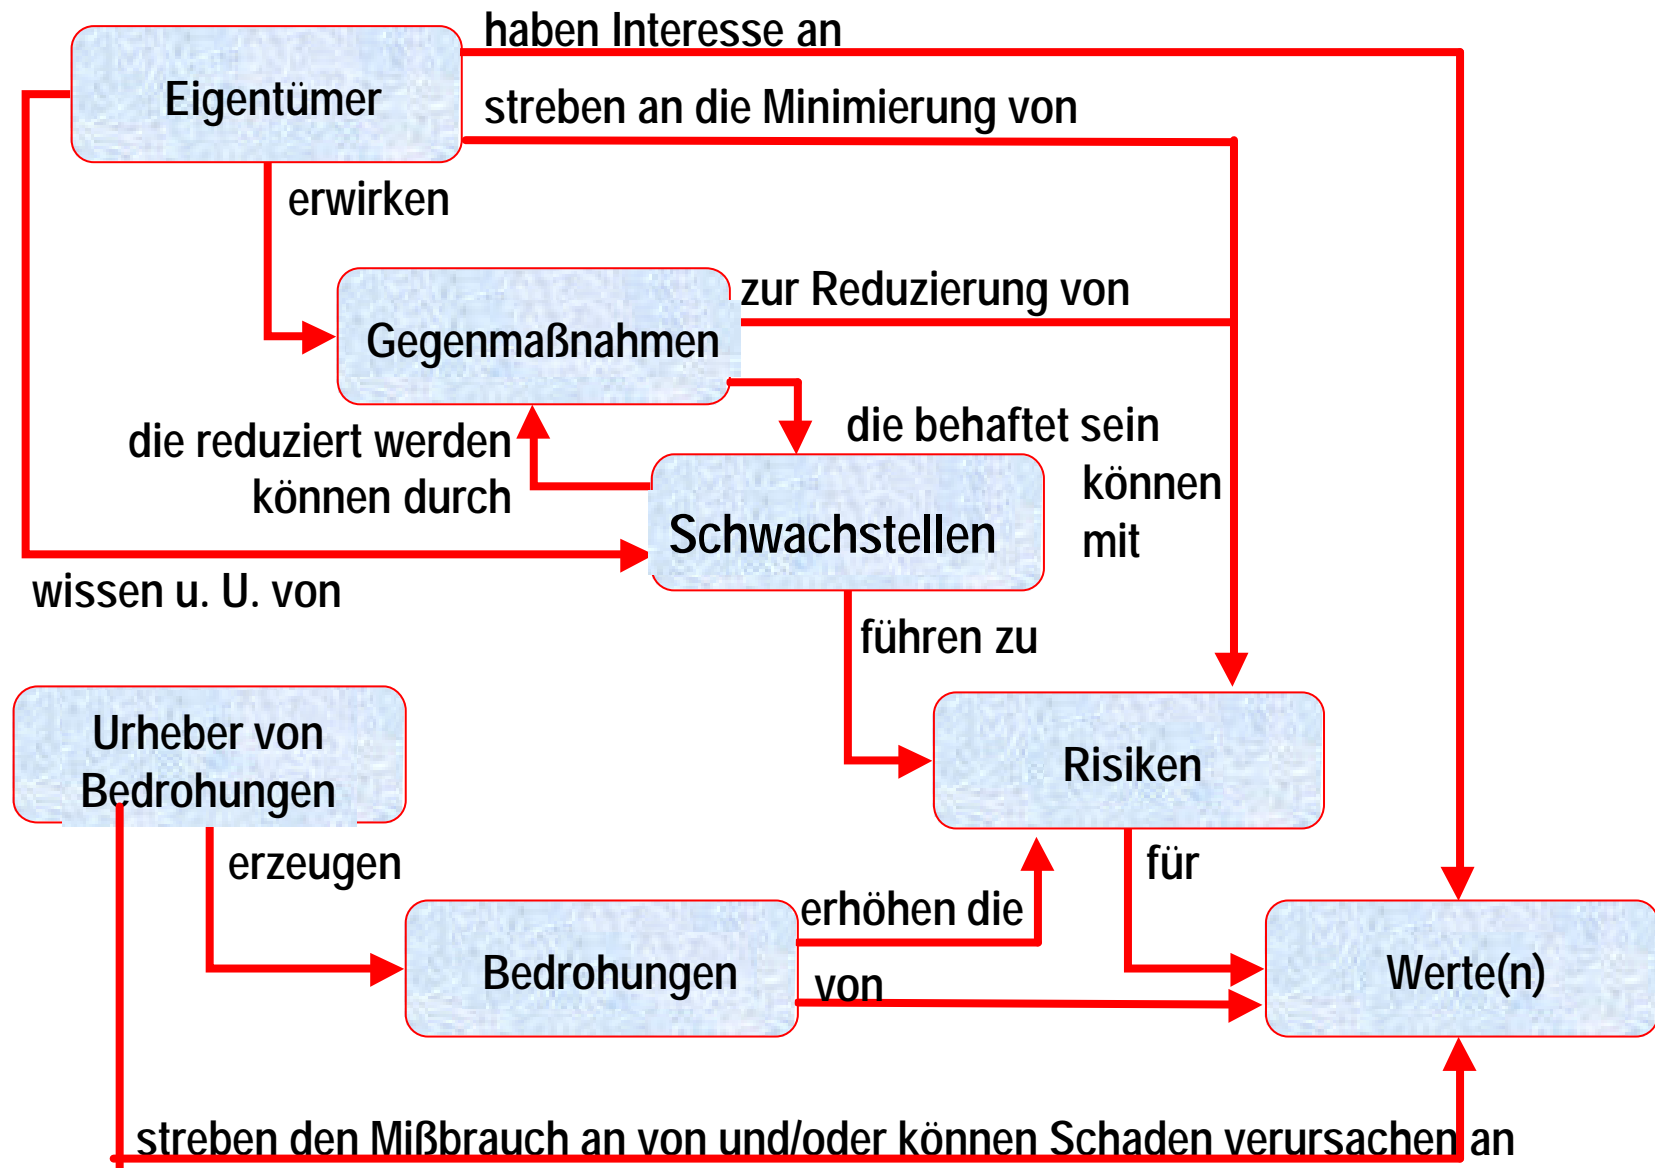 haben Interesse an
Eigentümer
streben an die Minimierung von
erwirken
zur Reduzierung von
Gegenmaßnahmen
die behaftet sein
können
mit
die reduziert werden
können durch
Schwachstellen
wissen u. U. von
führen zu
Urheber von
Bedrohungen
Risiken
erzeugen
für
erhöhen die
Bedrohungen
von
Werte(n)
streben den Mißbrauch an von und/oder können Schaden verursachen an